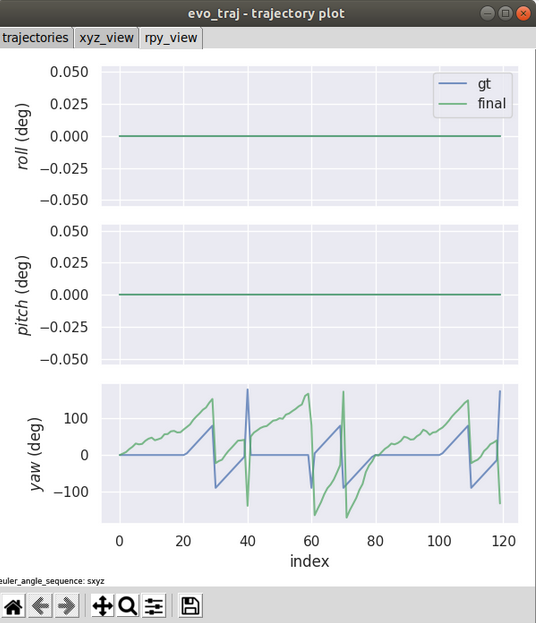 evo_traj - trajectory plot
trajectories xyz_view rpy_view
0.050
0.025
0.000
−0.025
−0.050
roll (deg)
gt
final
0.050
0.025
0.000
−0.025
−0.050
pitch (deg)
100
0
−100
yaw (deg)
0 20 40 60 80 100 120
index
euler_angle_sequence: sxyz